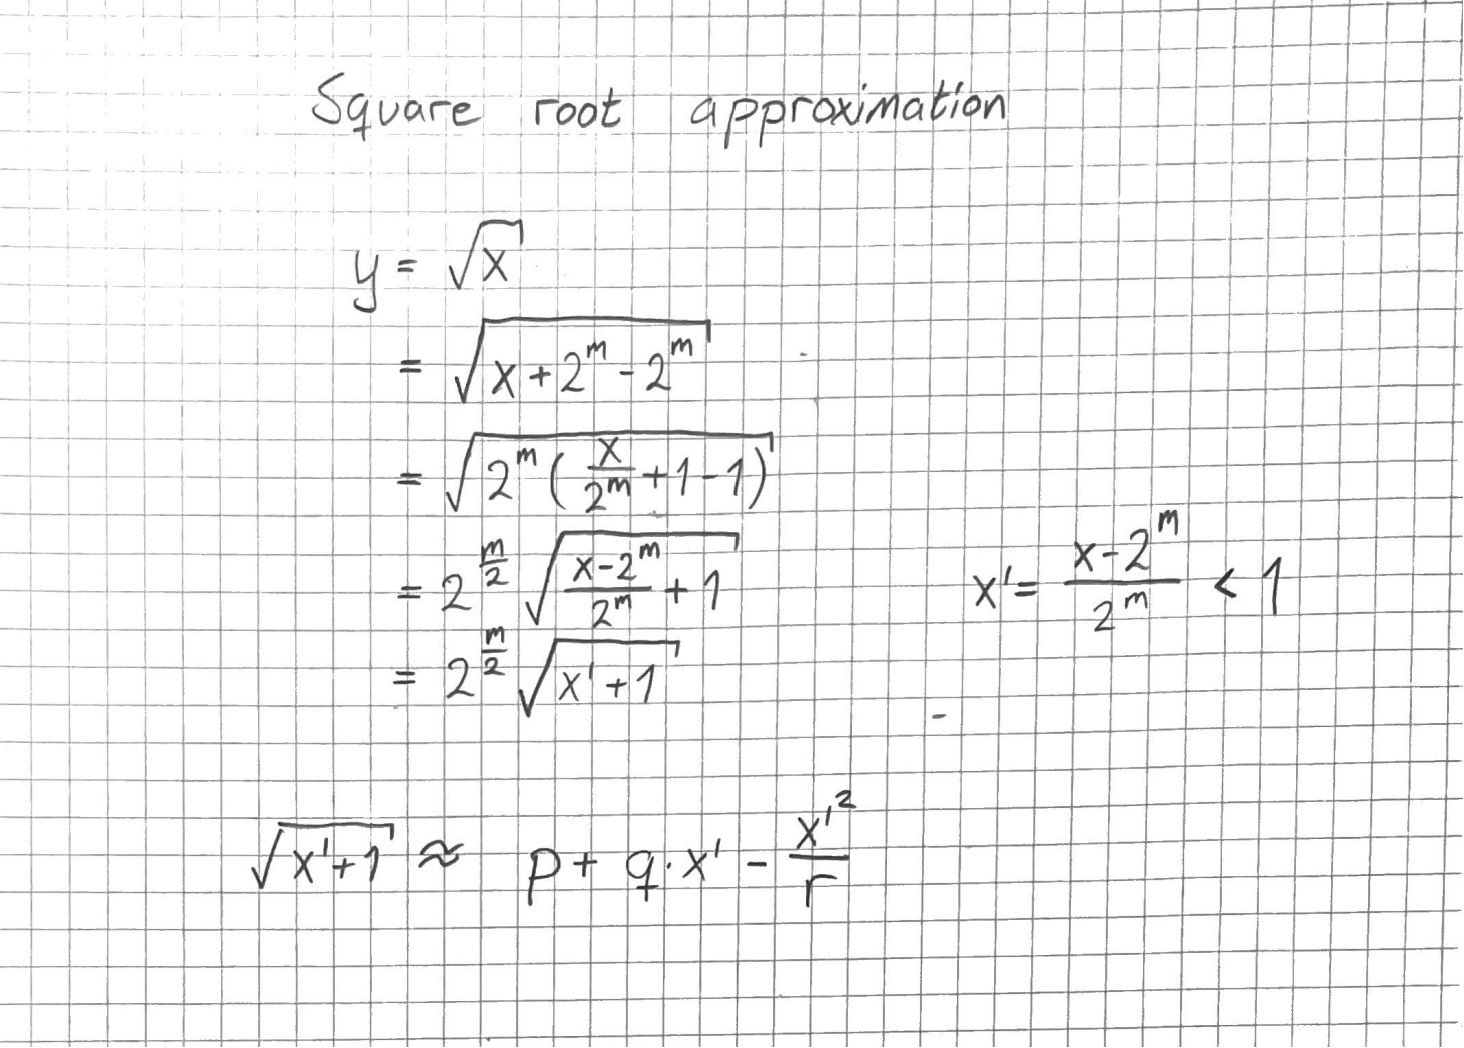 Square root approximation
y = √x
= √(x + 2^m - 2^m)
= √(2^m (x/2^m + 1 - 1))
= 2^(m/2) √((x - 2^m)/2^m + 1)
x' = (x - 2^m)/2^m < 1
= 2^(m/2) √(x' + 1)
√(x' + 1) ≈ p + q · x' - x'^2/r